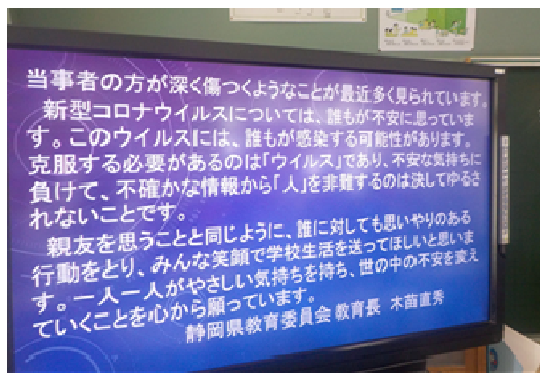 当事者の方が深く傷つくようなことが最近多く見られています。
新型コロナウイルスについては、誰もが不安に思っていま
す。このウイルスには、誰もが感染する可能性があります。
克服する必要があるのは「ウイルス」であり、不安な気持ちに
負けて、不確かな情報から「人」を非難するのは決してゆるさ
れないことです。
親友を思うことと同じように、誰に対しても思いやりのある
行動をとり、みんな笑顔で学校生活を送ってほしいと思いま
す。一人一人がやさしい気持ちを持ち、世の中の不安を変え
ていくことを心から願っています。
静岡県教育委員会 教育長 木苗直秀